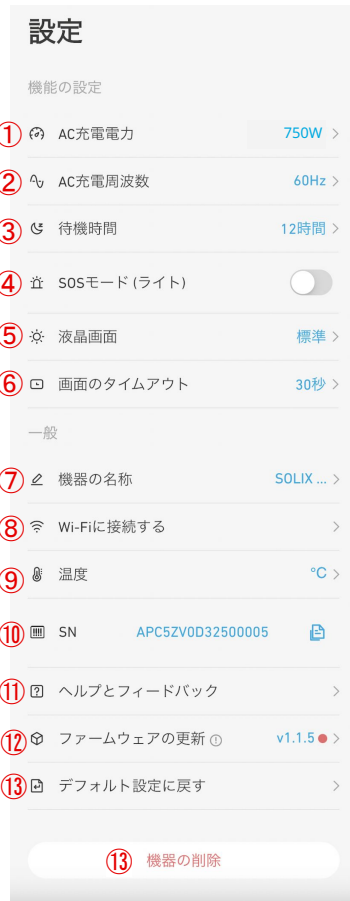 設定
機能の設定
① AC充電電力 750W >
② AC充電周波数 60Hz >
③ 待機時間 12時間 >
④ SOSモード (ライト)
⑤ 液晶画面 標準 >
⑥ 画面のタイムアウト 30秒 >
一般
⑦ 機器の名称 SOLIX ... >
⑧ Wi-Fiに接続する >
⑨ 温度 °C >
⑩ SN APC5ZV0D32500005
⑪ ヘルプとフィードバック >
⑫ ファームウェアの更新 v1.1.5 >
⑬ デフォルト設定に戻す >
⑬ 機器の削除